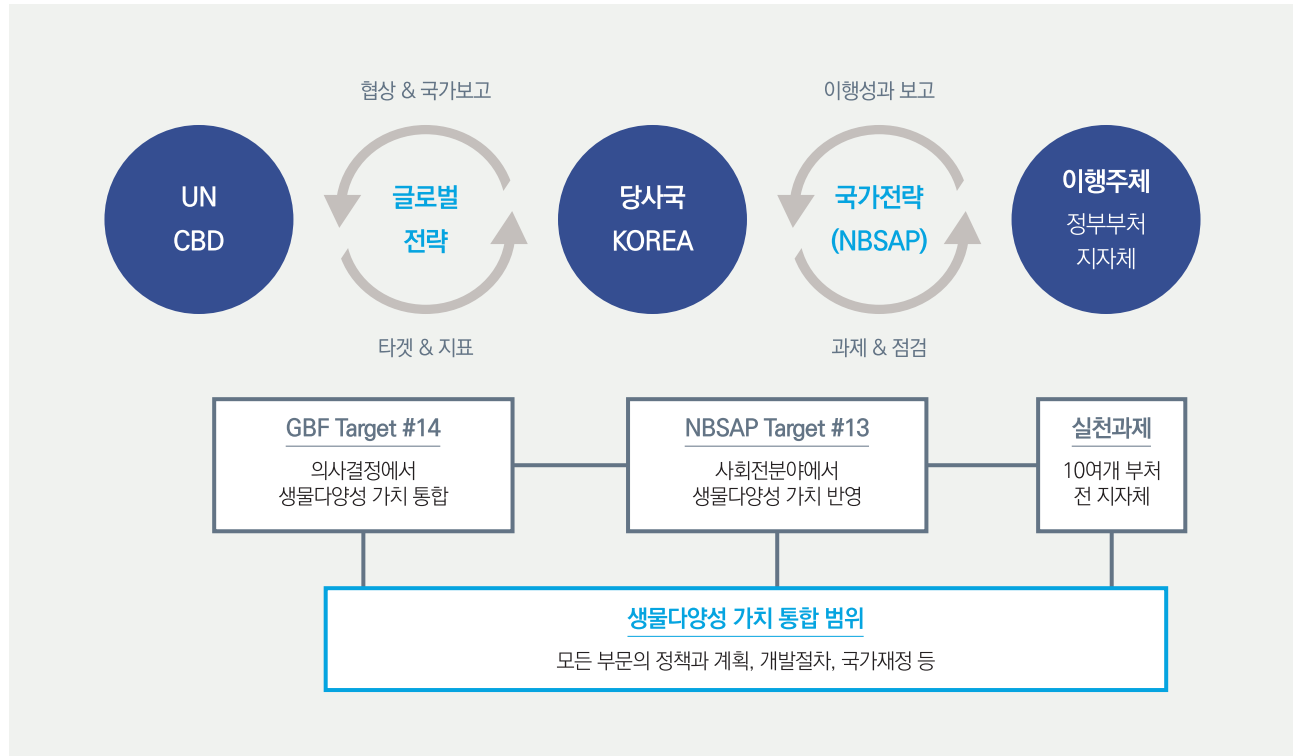 협상 & 국가보고
이행성과 보고
UN
CBD
글로벌
전략
당사국
KOREA
국가전략
(NBSAP)
이행주체
정부부처
지자체
타겟 & 지표
과제 & 점검
GBF Target #14
의사결정에서
생물다양성 가치 통합
NBSAP Target #13
사회전분야에서
생물다양성 가치 반영
실천과제
10여개 부처
전 지자체
생물다양성 가치 통합 범위
모든 부문의 정책과 계획, 개발절차, 국가재정 등